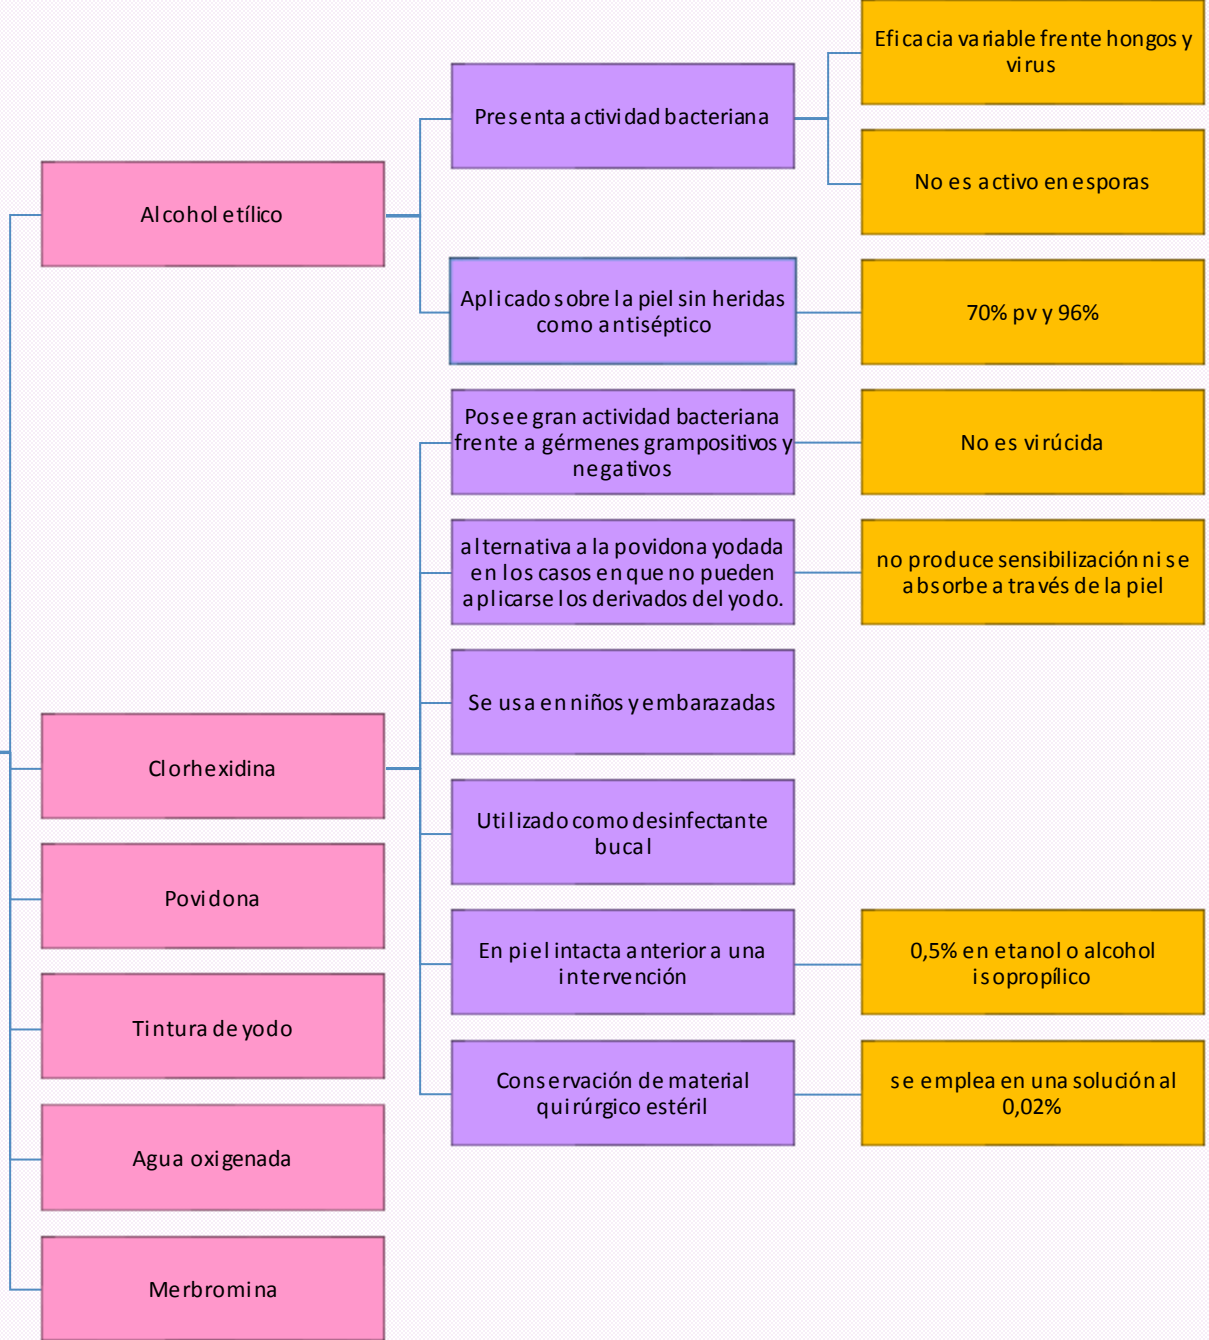 Alcohol etílico
Presenta actividad bacteriana
Eficacia variable frente hongos y
virus
No es activo en esporas
Aplicado sobre la piel sin heridas
como antiséptico
70% pv y 96%
Clorhexidina
Posee gran actividad bacteriana
frente a gérmenes grampositivos y
negativos
No es virúcida
alternativa a la povidona yodada
en los casos en que no pueden
aplicarse los derivados del yodo.
no produce sensibilización ni se
absorbe a través de la piel
Se usa en niños y embarazadas
Utilizado como desinfectante
bucal
En piel intacta anterior a una
intervención
0,5% en etanol o alcohol
isopropílico
Conservación de material
quirúrgico estéril
se emplea en una solución al
0,02%
Povidona
Tintura de yodo
Agua oxigenada
Merbromina